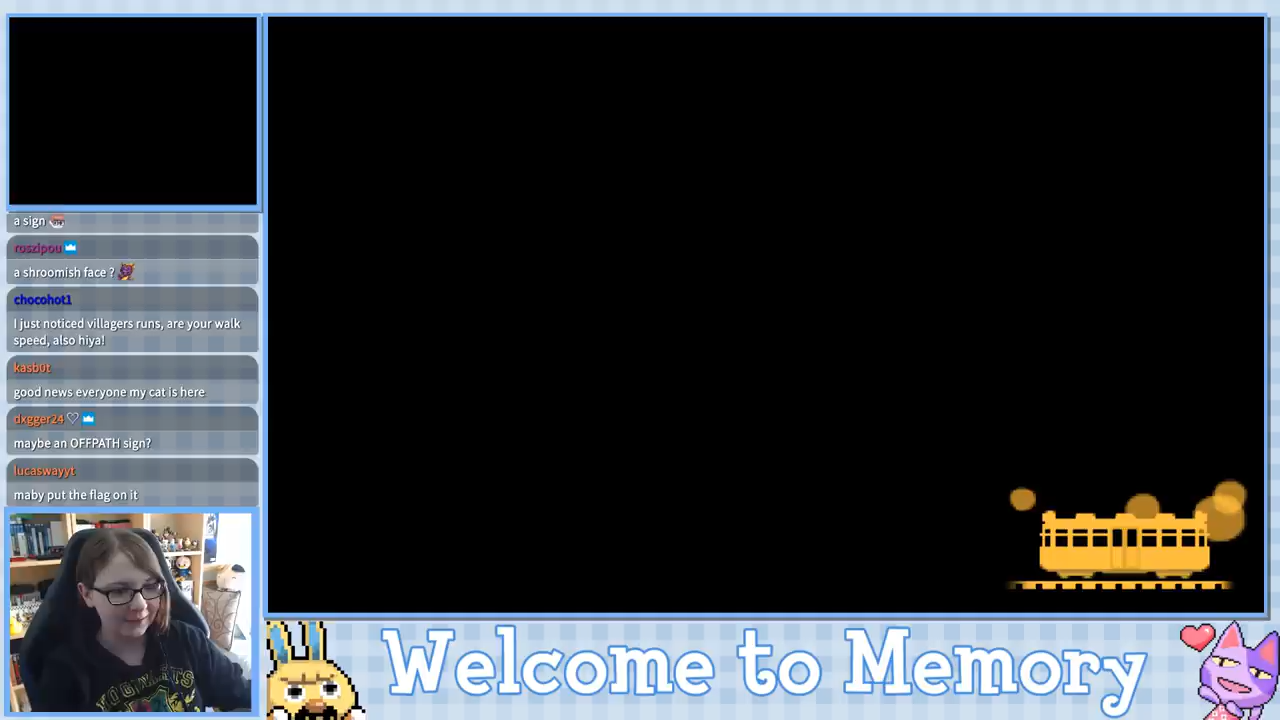 a sign
roszipou
a shroomish face ?
chocohot1
I just noticed villagers runs, are your walk
speed, also hiya!
kasb0t
good news everyone my cat is here
dxgger24
maybe an OFFPATH sign?
lucaswayyt
maby put the flag on it
Welcome to Memory